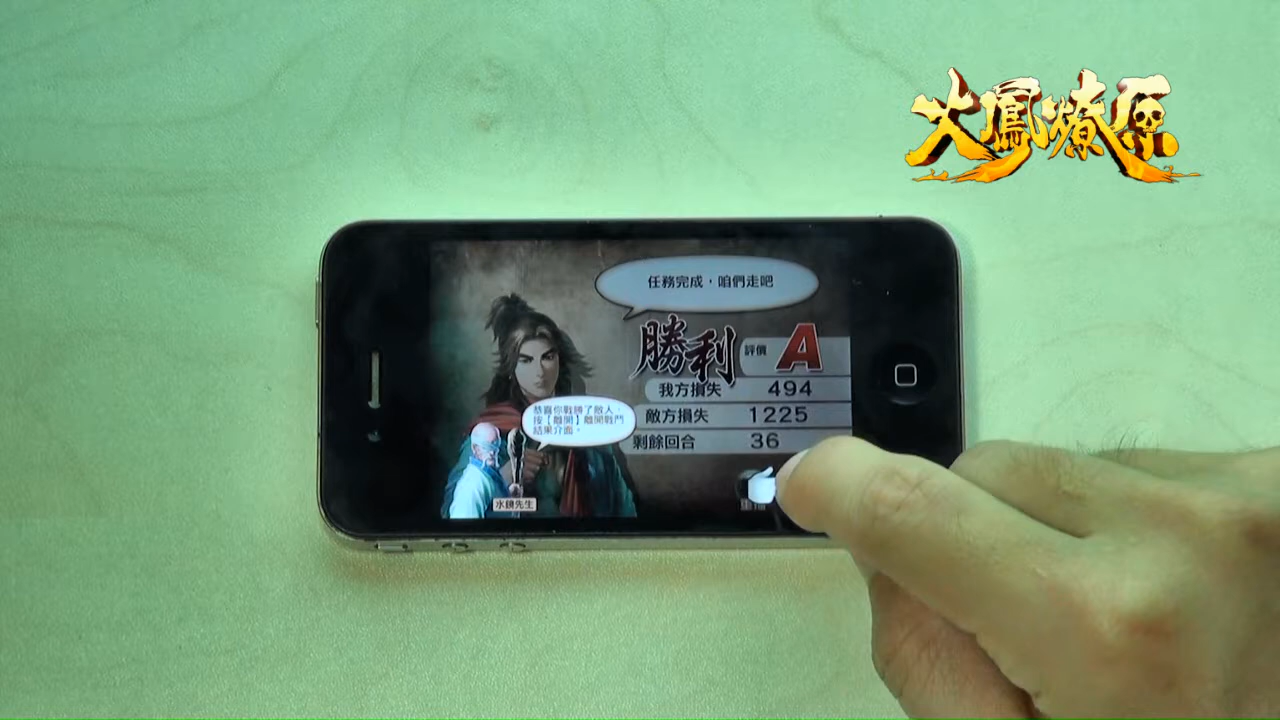 火鳳燎原
任務完成，咱們走吧
勝利
評價 A
我方損失 494
敵方損失 1225
剩餘回合 36
恭喜你戰勝了敵人，
按【離開】離開戰鬥
結果介面。
水鏡先生